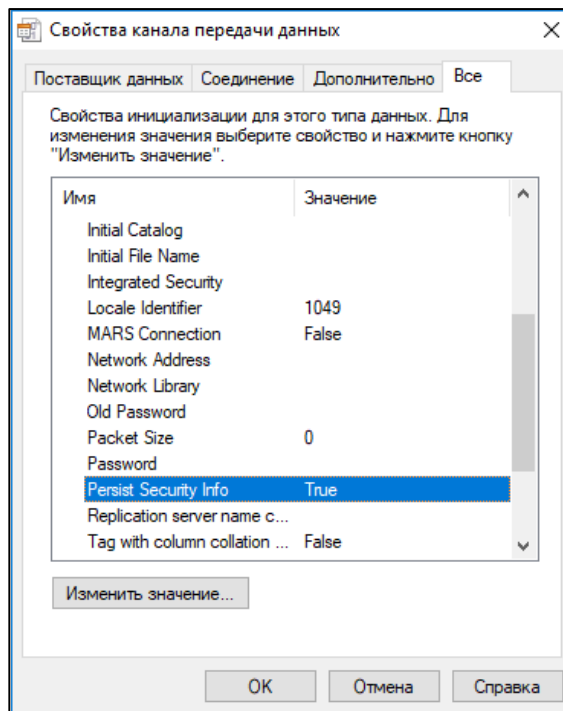 Свойства канала передачи данных
Поставщик данных Соединение Дополнительно Все
Свойства инициализации для этого типа данных. Для
изменения значения выберите свойство и нажмите кнопку
"Изменить значение".
Имя Значение
Initial Catalog
Initial File Name
Integrated Security
Locale Identifier 1049
MARS Connection False
Network Address
Network Library
Old Password
Packet Size 0
Password
Persist Security Info True
Replication server name c...
Tag with column collation ... False
Изменить значение...
OK Отмена Справка